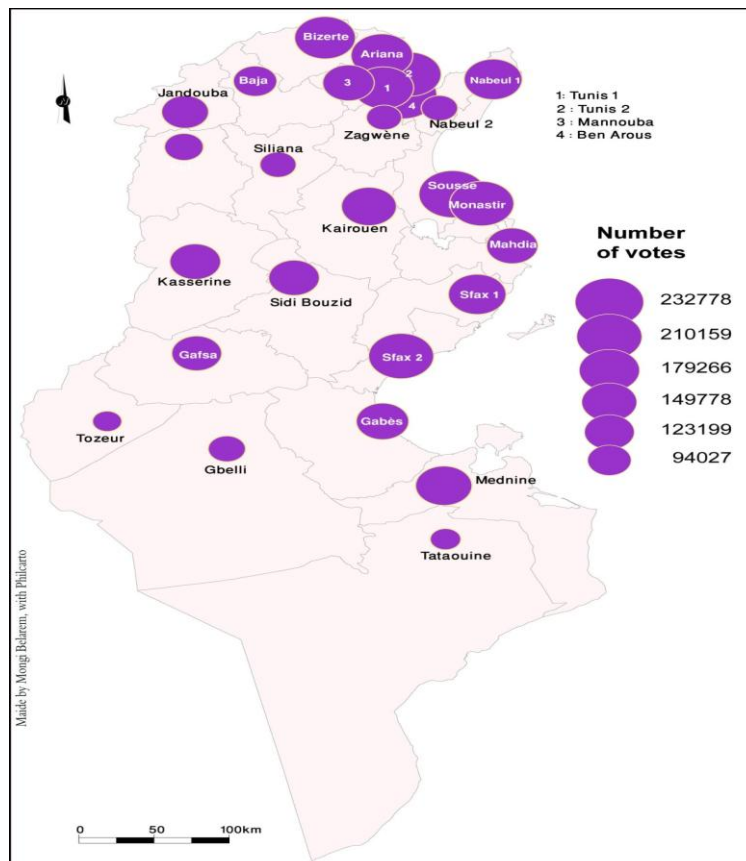 Bizerte
Ariana
2
3
1
4
Baja
Nabeul 1
Jandouba
Zagwène
Nabeul 2
1: Tunis 1
2 : Tunis 2
3 : Mannouba
4 : Ben Arous
Siliana
Sousse
Monastir
Kairouen
Mahdia
Kasserine
Sidi Bouzid
Sfax 1
Gafsa
Sfax 2
Tozeur
Gbelli
Gabès
Mednine
Tataouine
Number
of votes
232778
210159
179266
149778
123199
94027
Maide by Mongi Belarem, with Philcarto
0 50 100km